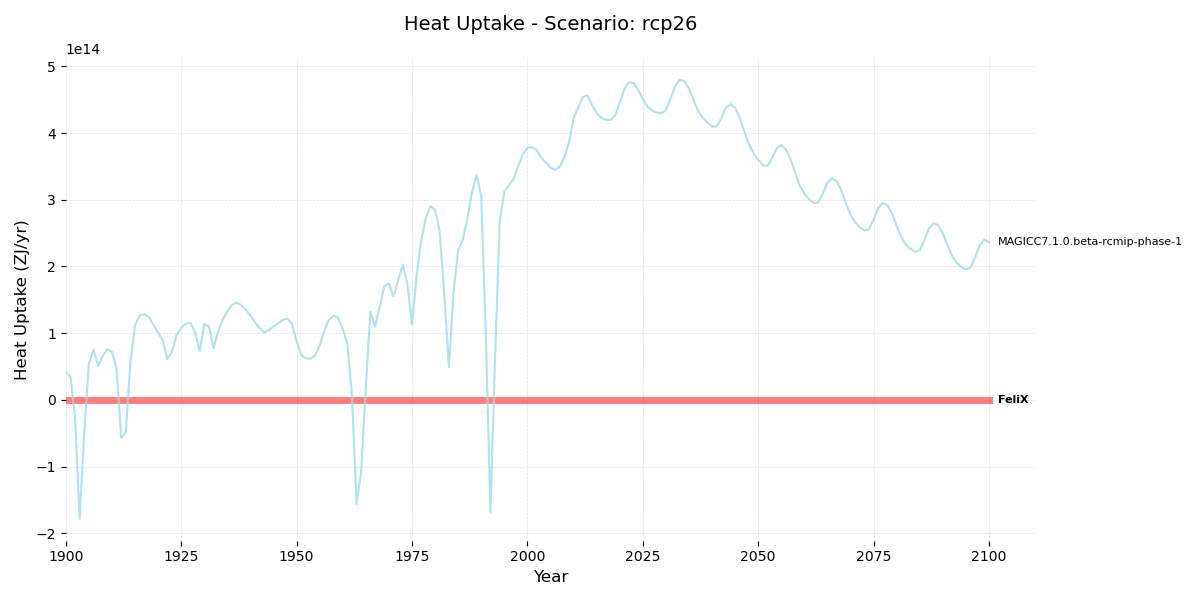 Heat Uptake - Scenario: rcp26
1e14
5
4
3
2
1
0
−1
−2
Heat Uptake (ZJ/yr)
MAGICC7.1.0.beta-rcmip-phase-1
FeliX
1900 1925 1950 1975 2000 2025 2050 2075 2100
Year